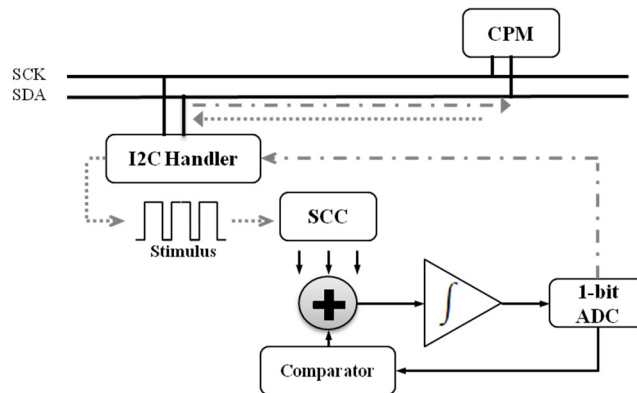 CPM
SCK
SDA
I2C Handler
SCC
Stimulus
∫
1-bit
ADC
Comparator